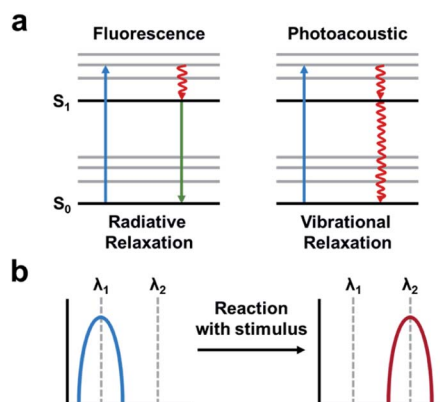 a
Fluorescence
Photoacoustic
S₁
S₀
Radiative
Relaxation
Vibrational
Relaxation
b
λ₁
λ₂
Reaction
with stimulus
λ₁
λ₂